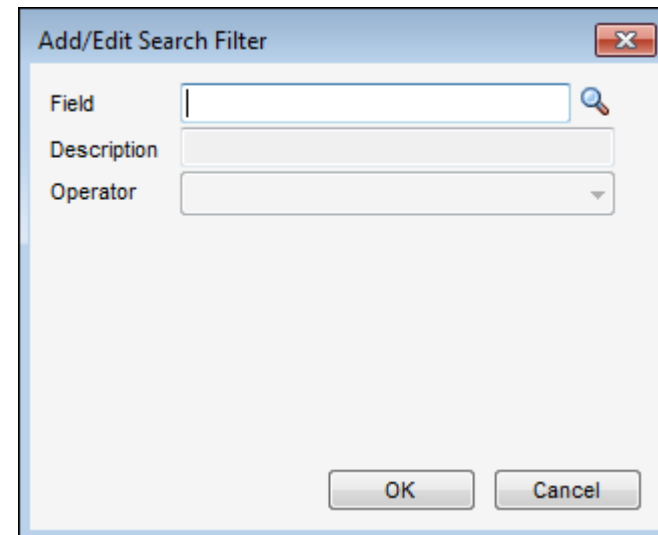 Add/Edit Search Filter
Field
Description
Operator
OK Cancel